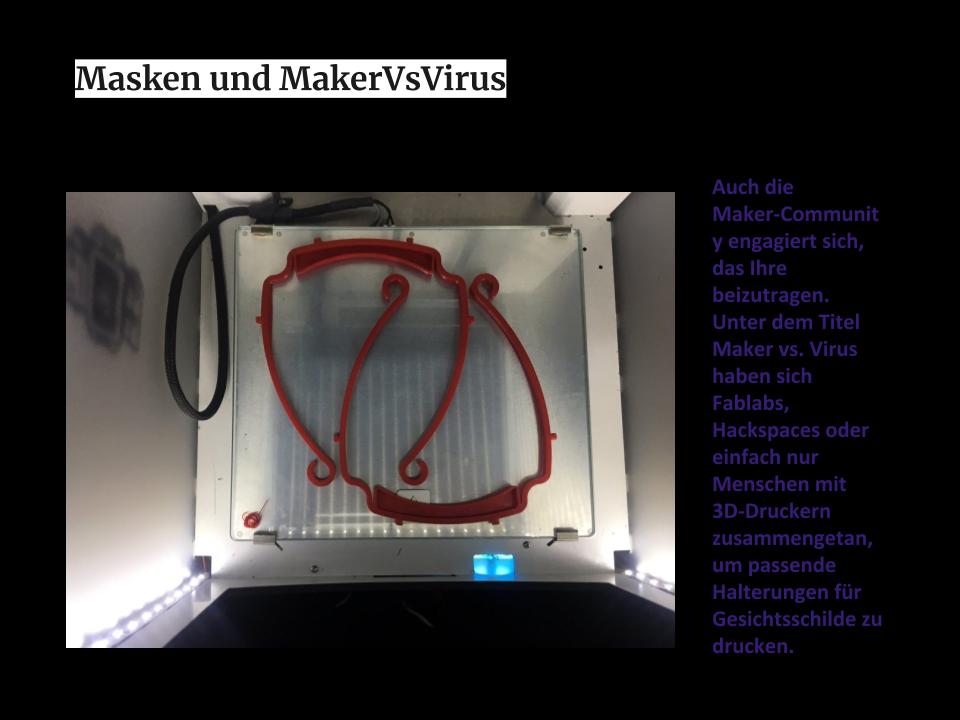 Masken und MakerVsVirus
Auch die
Maker-Communit
y engagiert sich,
das Ihre
beizutragen.
Unter dem Titel
Maker vs. Virus
haben sich
Fablabs,
Hackspaces oder
einfach nur
Menschen mit
3D-Druckern
zusammengetan,
um passende
Halterungen für
Gesichtsschilde zu
drucken.